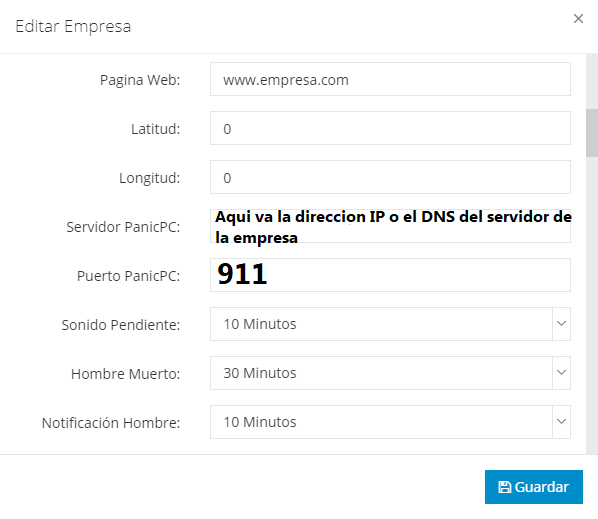 Editar Empresa
Pagina Web: www.empresa.com
Latitud: 0
Longitud: 0
Servidor PanicPC: Aqui va la direccion IP o el DNS del servidor de
la empresa
Puerto PanicPC: 911
Sonido Pendiente: 10 Minutos
Hombre Muerto: 30 Minutos
Notificación Hombre: 10 Minutos
Guardar